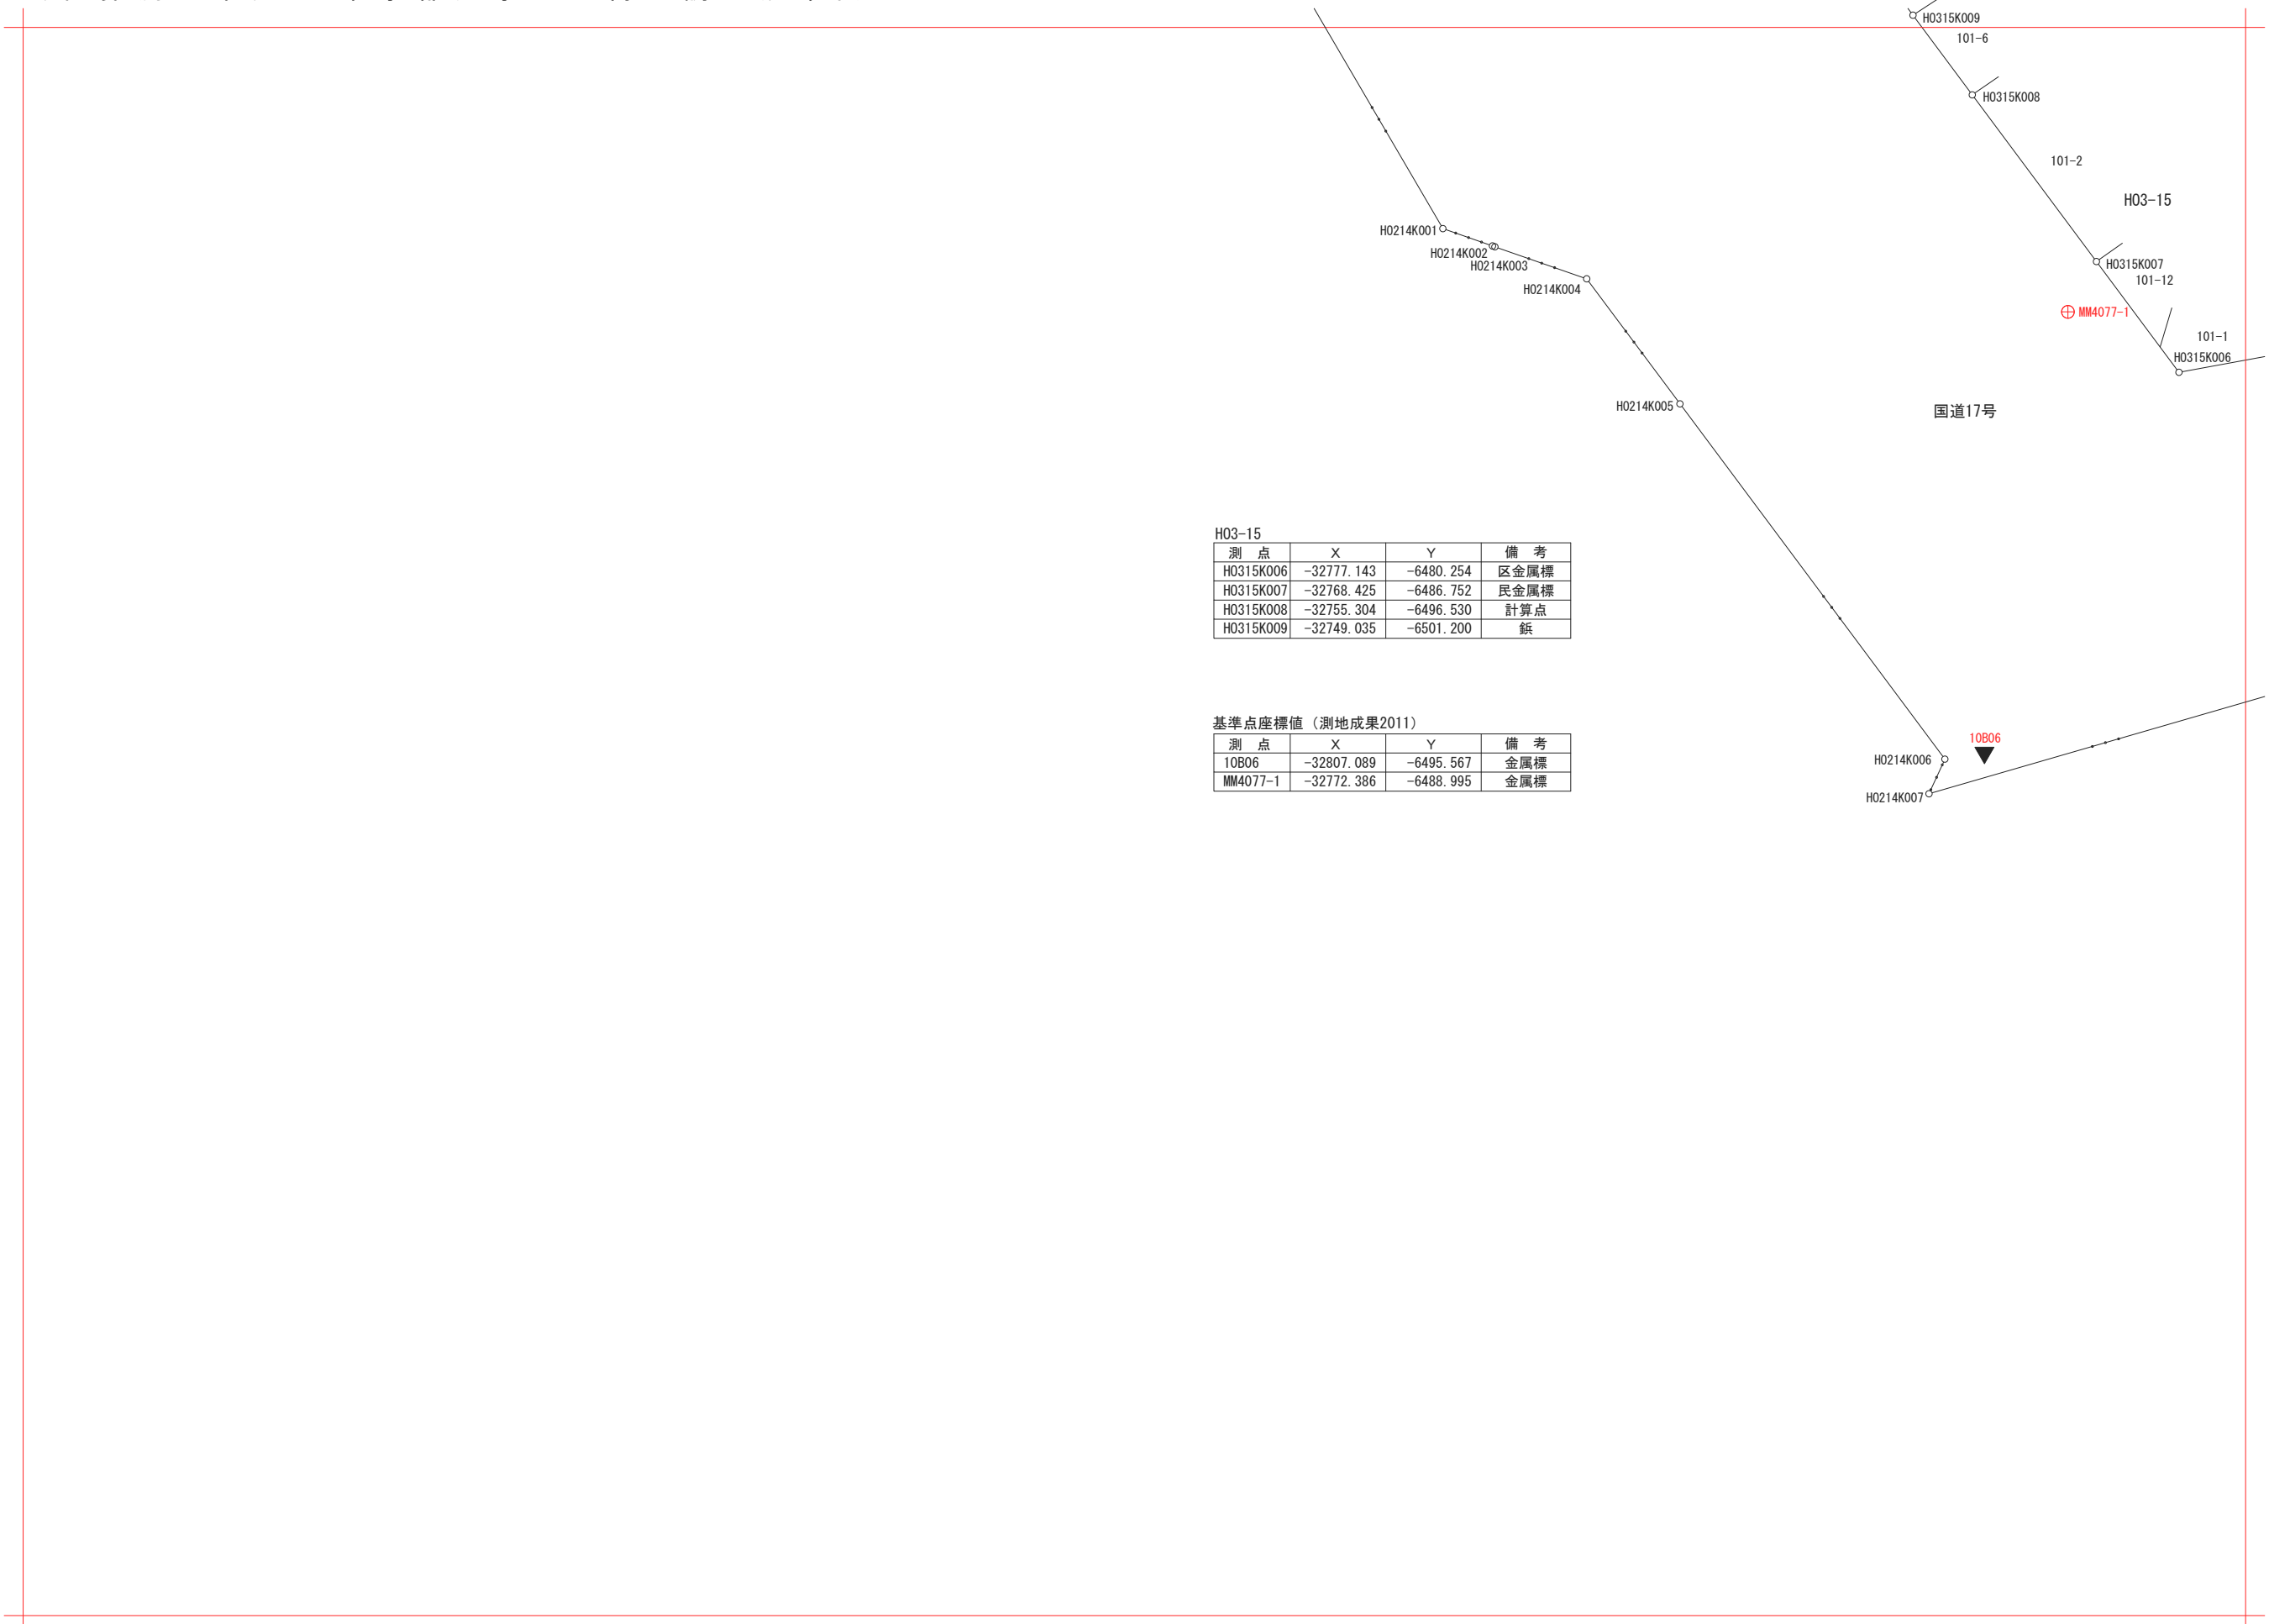 H0315K009
101-6
H0315K008
101-2
H03-15
H0214K001
H0214K002
H0214K003
H0214K004
H0315K007
101-12
MM4077-1
101-1
H0315K006
H0214K005
国道17号
H03-15
測 点 X Y 備 考
H0315K006 -32777.143 -6480.254 区金属標
H0315K007 -32768.425 -6486.752 民金属標
H0315K008 -32755.304 -6496.530 計算点
H0315K009 -32749.035 -6501.200 鋲
基準点座標値（測地成果2011）
測 点 X Y 備 考
10B06 -32807.089 -6495.567 金属標
MM4077-1 -32772.386 -6488.995 金属標
10B06
H0214K006
H0214K007